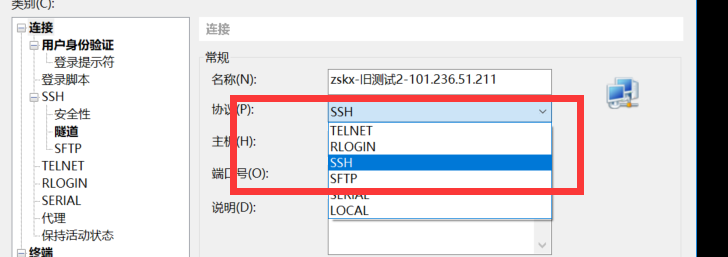 类别(C):
连接
用户身份验证
登录提示符
登录脚本
SSH
安全性
隧道
SFTP
TELNET
RLOGIN
SERIAL
代理
保持活动状态
终端
连接
常规
名称(N):
zskx-旧测试2-101.236.51.211
协议(P):
SSH
主机(H):
端口号(O):
说明(D):
TELNET
RLOGIN
SSH
SFTP
SERIAL
LOCAL